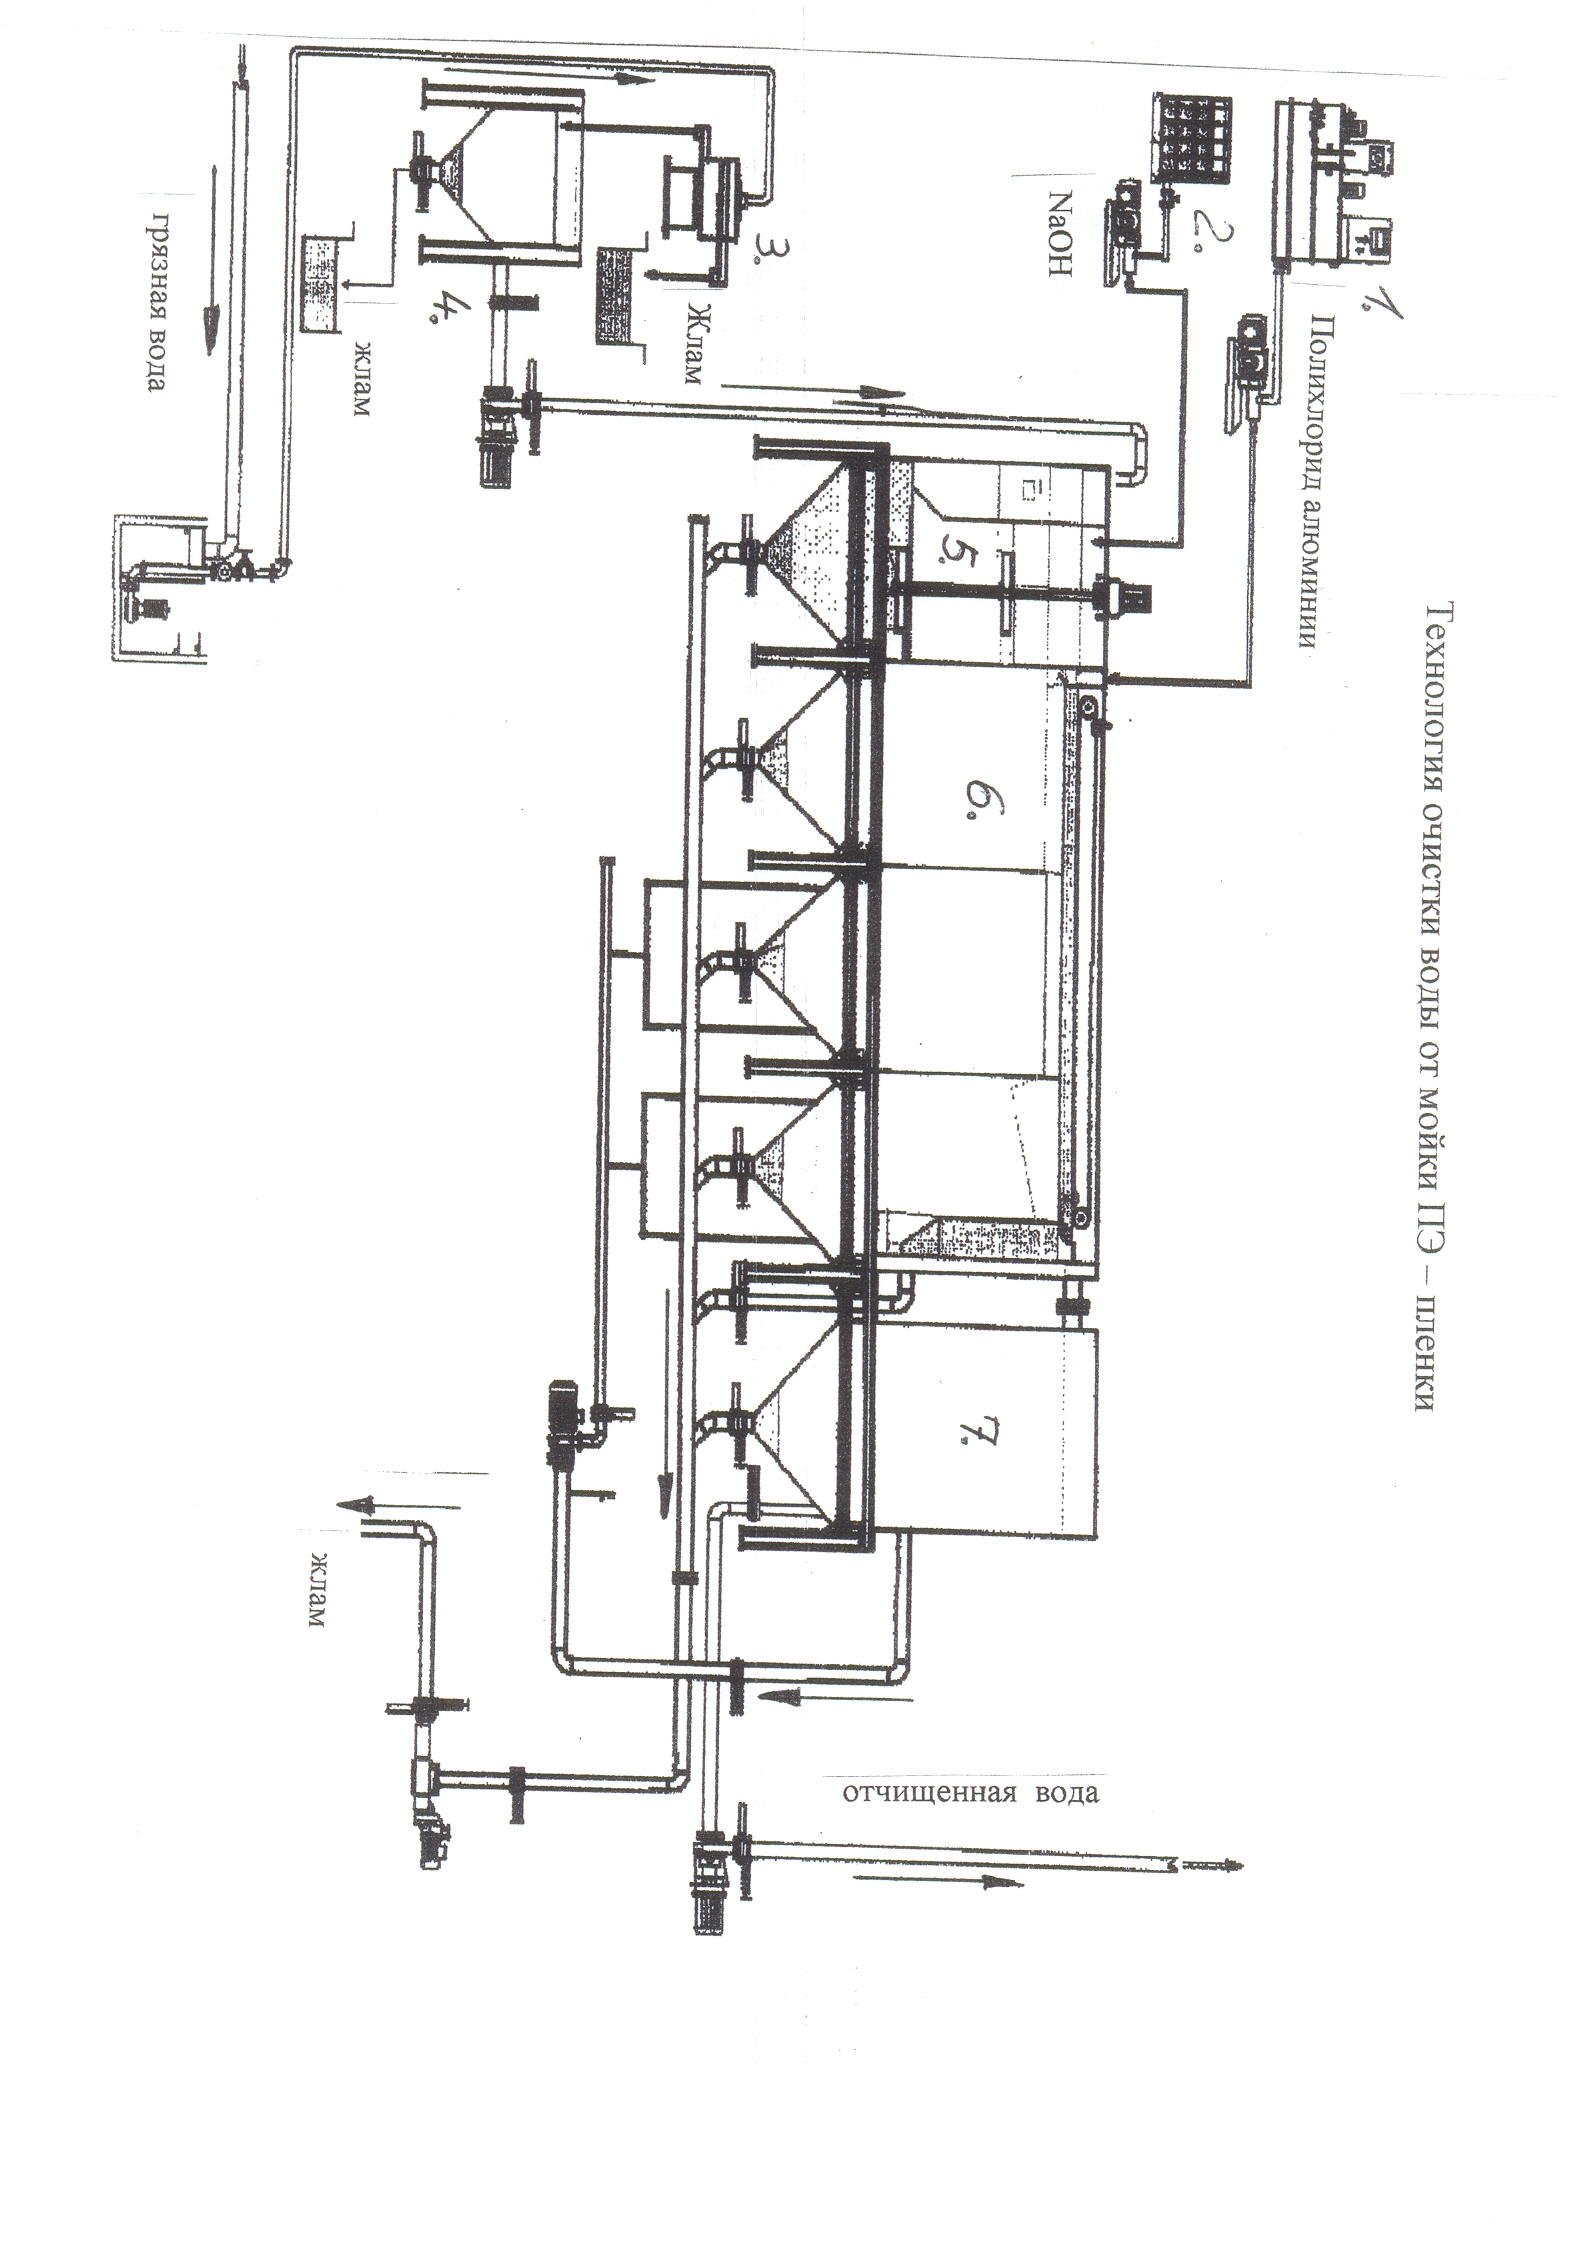 Технология очистки воды от мойки ПЭ – пленки
1.
Полихлорид алюминии
2.
NaOH
3.
Жлам
4.
жлам
грязная вода
5.
6.
7.
отчищенная вода
жлам